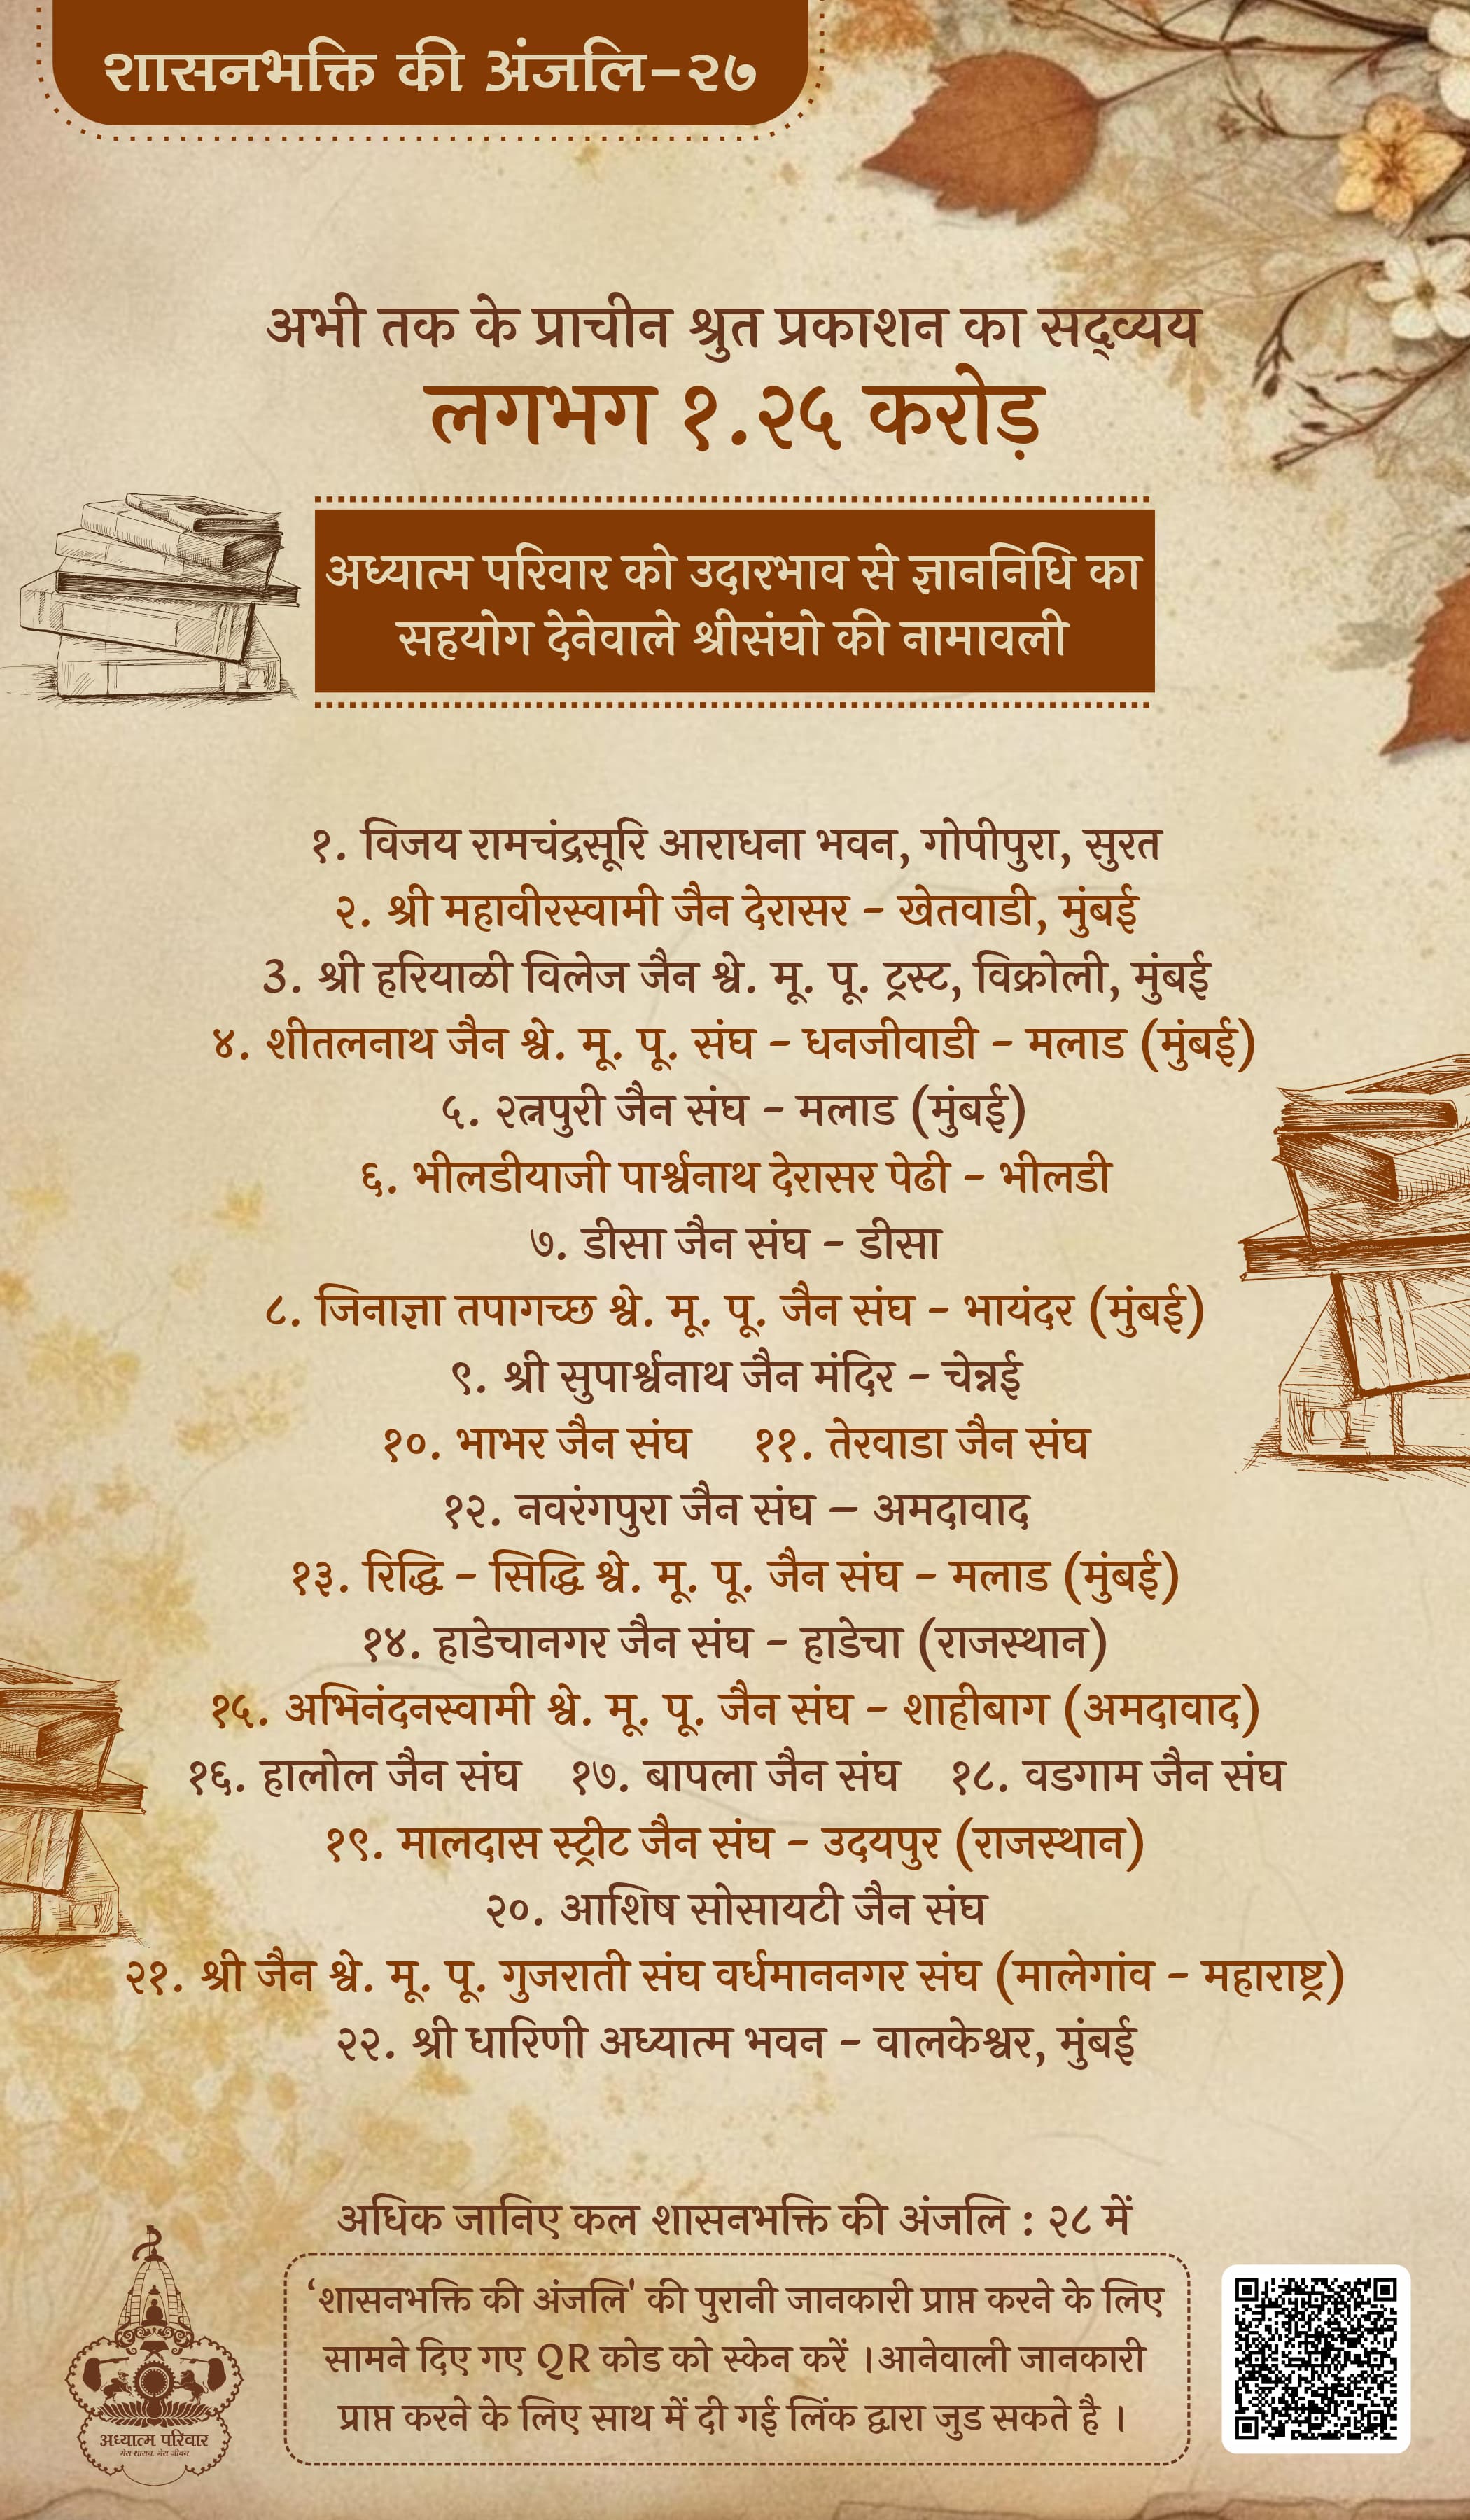 शासनभक्ति की अंजलि-२७
अभी तक के प्राचीन श्रुत प्रकाशन का सद्व्यय
लगभग १.२५ करोड़
अध्यात्म परिवार को उदारभाव से ज्ञाननिधि का
सहयोग देनेवाले श्रीसंघो की नामावली
१. विजय रामचंद्रसूरि आराधना भवन, गोपीपुरा, सुरत
२. श्री महावीरस्वामी जैन देरासर - खेतवाडी, मुंबई
3. श्री हरियाळी विलेज जैन श्वे. मू. पू. ट्रस्ट, विक्रोली, मुंबई
४. शीतलनाथ जैन श्वे. मू. पू. संघ - धनजीवाडी - मलाड (मुंबई)
५. रत्नपुरी जैन संघ - मलाड (मुंबई)
६. भीलडीयाजी पार्श्वनाथ देरासर पेढी - भीलडी
७. डीसा जैन संघ - डीसा
८. जिनाज्ञा तपागच्छ श्वे. मू. पू. जैन संघ - भायंदर (मुंबई)
९. श्री सुपार्श्वनाथ जैन मंदिर - चेन्नई
१०. भाभर जैन संघ ११. तेरवाडा जैन संघ
१२. नवरंगपुरा जैन संघ – अमदावाद
१३. रिद्धि - सिद्धि श्वे. मू. पू. जैन संघ - मलाड (मुंबई)
१४. हाडेचानगर जैन संघ - हाडेचा (राजस्थान)
१५. अभिनंदनस्वामी श्वे. मू. पू. जैन संघ - शाहीबाग (अमदावाद)
१६. हालोल जैन संघ १७. बापला जैन संघ १८. वडगाम जैन संघ
१९. मालदास स्ट्रीट जैन संघ - उदयपुर (राजस्थान)
२०. आशिष सोसायटी जैन संघ
२१. श्री जैन श्वे. मू. पू. गुजराती संघ वर्धमाननगर संघ (मालेगांव - महाराष्ट्र)
२२. श्री धारिणी अध्यात्म भवन - वालकेश्वर, मुंबई
अधिक जानिए कल शासनभक्ति की अंजलि : २८ में
‘शासनभक्ति की अंजलि' की पुरानी जानकारी प्राप्त करने के लिए
सामने दिए गए QR कोड को स्केन करें ।आनेवाली जानकारी
प्राप्त करने के लिए साथ में दी गई लिंक द्वारा जुड सकते है ।
अध्यात्म परिवार
मेरा शासन, मेरा जीवन